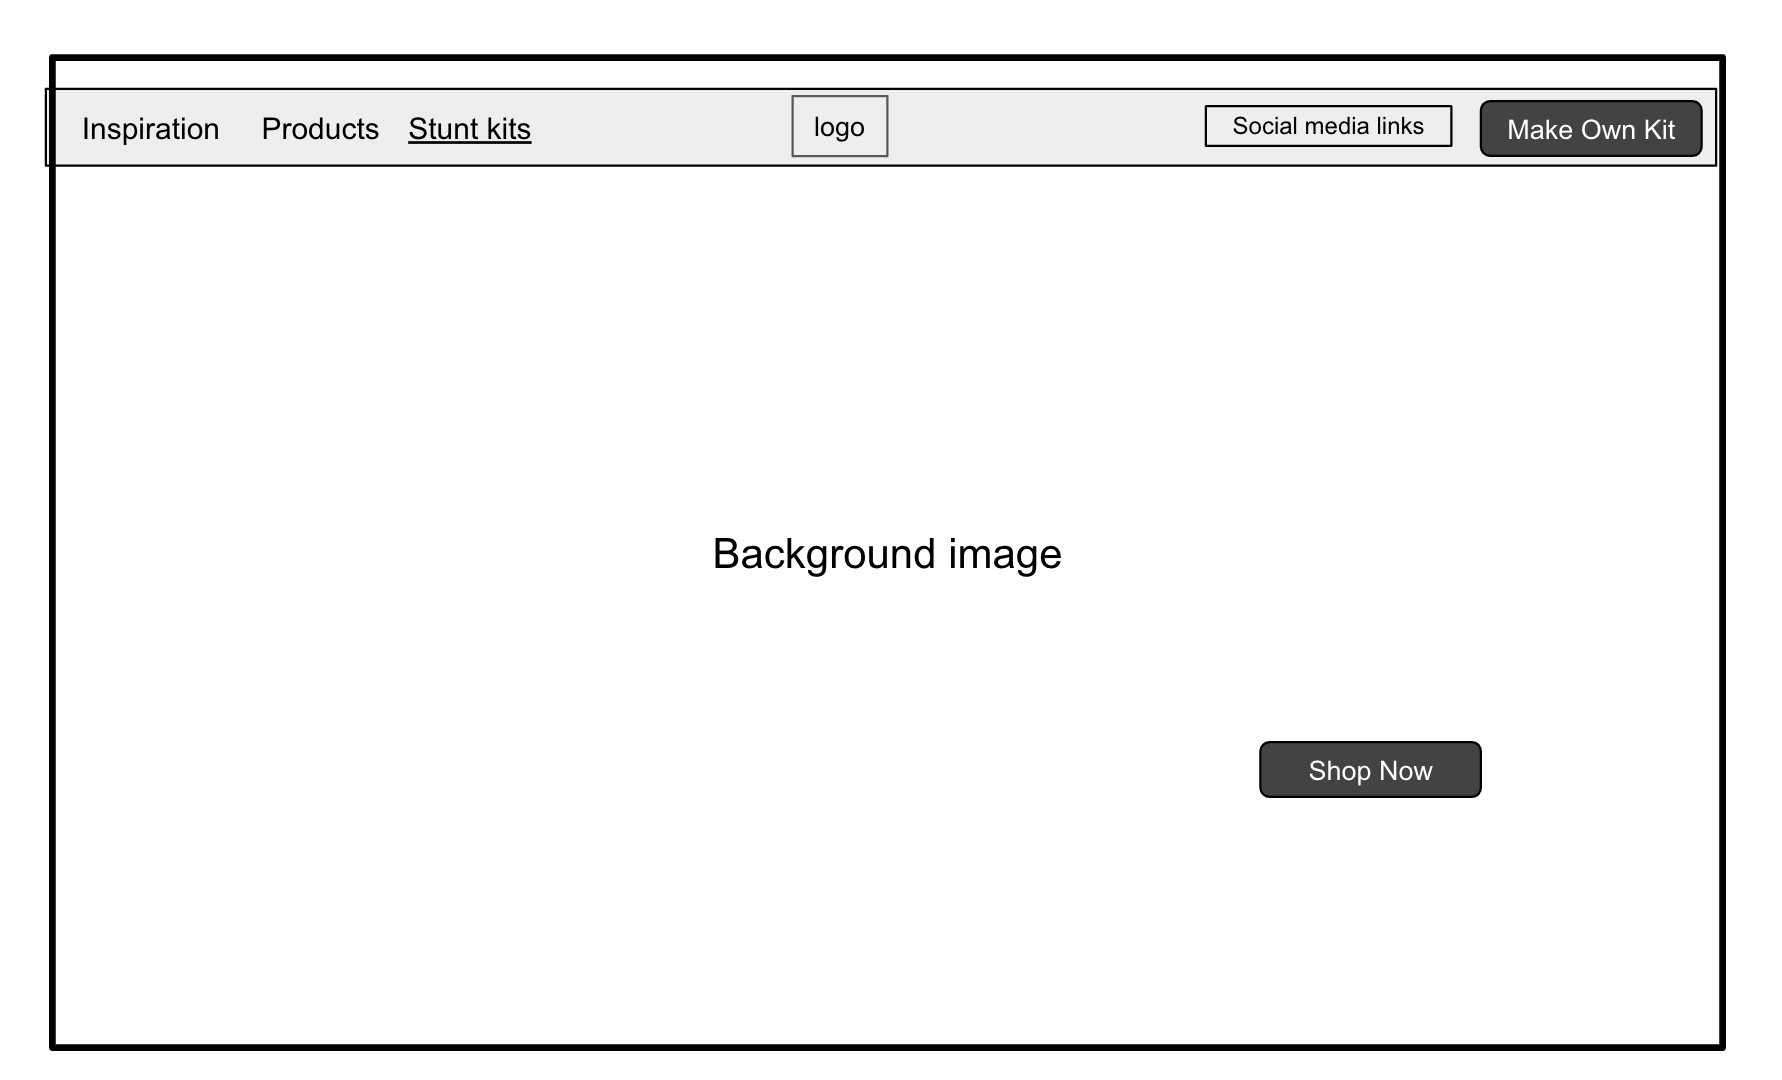 Inspiration Products Stunt kits logo Social media links Make Own Kit
Background image
Shop Now